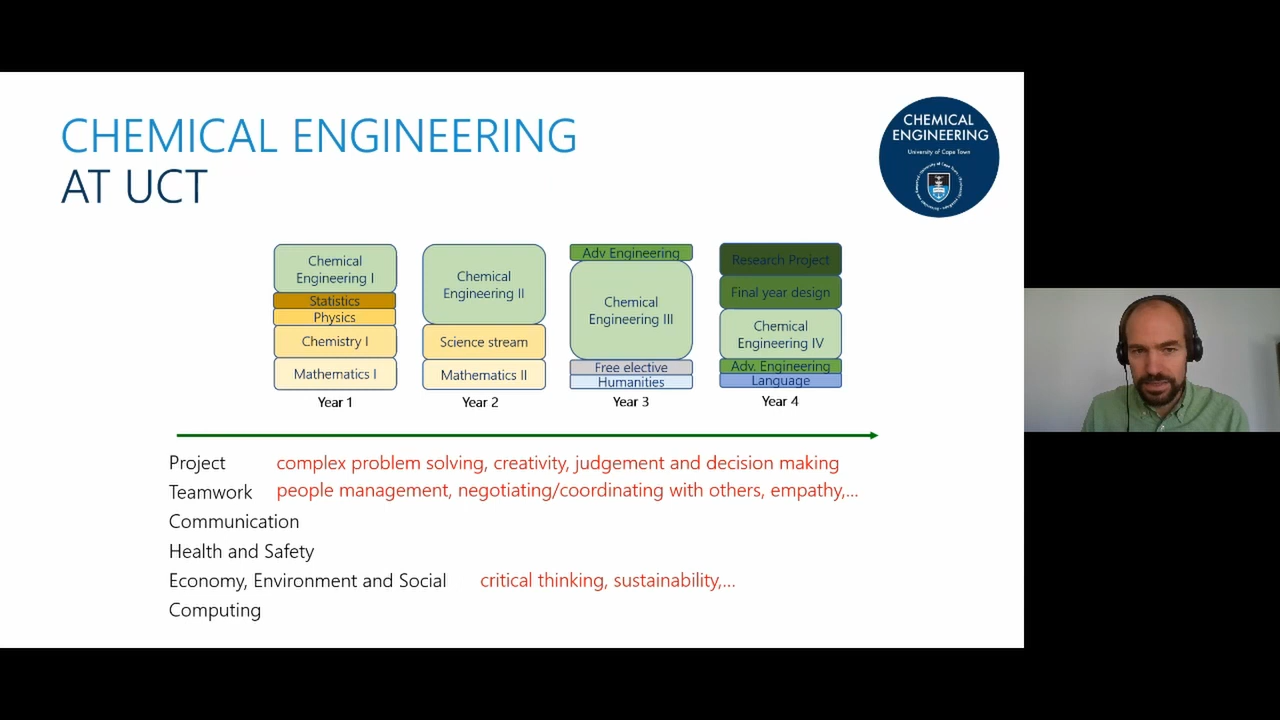 CHEMICAL ENGINEERING
AT UCT
CHEMICAL
ENGINEERING
University of Cape Town
Chemical
Engineering I
Statistics
Physics
Chemistry I
Mathematics I
Year 1
Chemical
Engineering II
Science stream
Mathematics II
Year 2
Adv Engineering
Chemical
Engineering III
Free elective
Humanities
Year 3
Research Project
Final year design
Chemical
Engineering IV
Adv. Engineering
Language
Year 4
Project complex problem solving, creativity, judgement and decision making
Teamwork people management, negotiating/coordinating with others, empathy,...
Communication
Health and Safety
Economy, Environment and Social critical thinking, sustainability,...
Computing